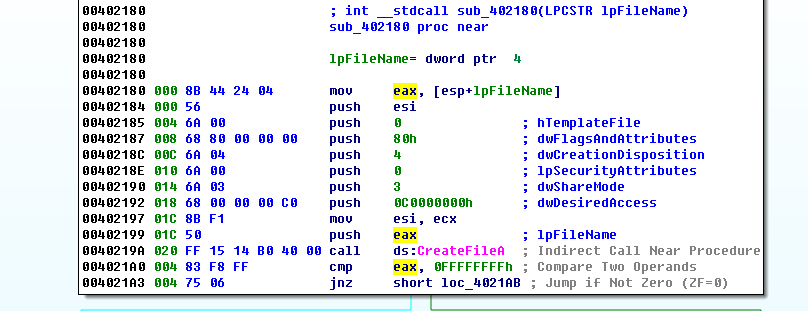 00402180 ; int __stdcall sub_402180(LPCSTR lpFileName)
00402180 sub_402180 proc near
00402180
00402180 lpFileName= dword ptr 4
00402180
00402180 000 8B 44 24 04 mov eax, [esp+lpFileName]
00402184 000 56 push esi
00402185 004 6A 00 push 0 ; hTemplateFile
00402187 008 68 80 00 00 00 push 80h ; dwFlagsAndAttributes
0040218C 00C 6A 04 push 4 ; dwCreationDisposition
0040218E 010 6A 00 push 0 ; lpSecurityAttributes
00402190 014 6A 03 push 3 ; dwShareMode
00402192 018 68 00 00 00 C0 push 0C0000000h ; dwDesiredAccess
00402197 01C 8B F1 mov esi, ecx
00402199 01C 50 push eax ; lpFileName
0040219A 020 FF 15 14 B0 40 00 call ds:CreateFileA ; Indirect Call Near Procedure
004021A0 004 83 F8 FF cmp eax, 0FFFFFFFFh ; Compare Two Operands
004021A3 004 75 06 jnz short loc_4021AB ; Jump if Not Zero (ZF=0)